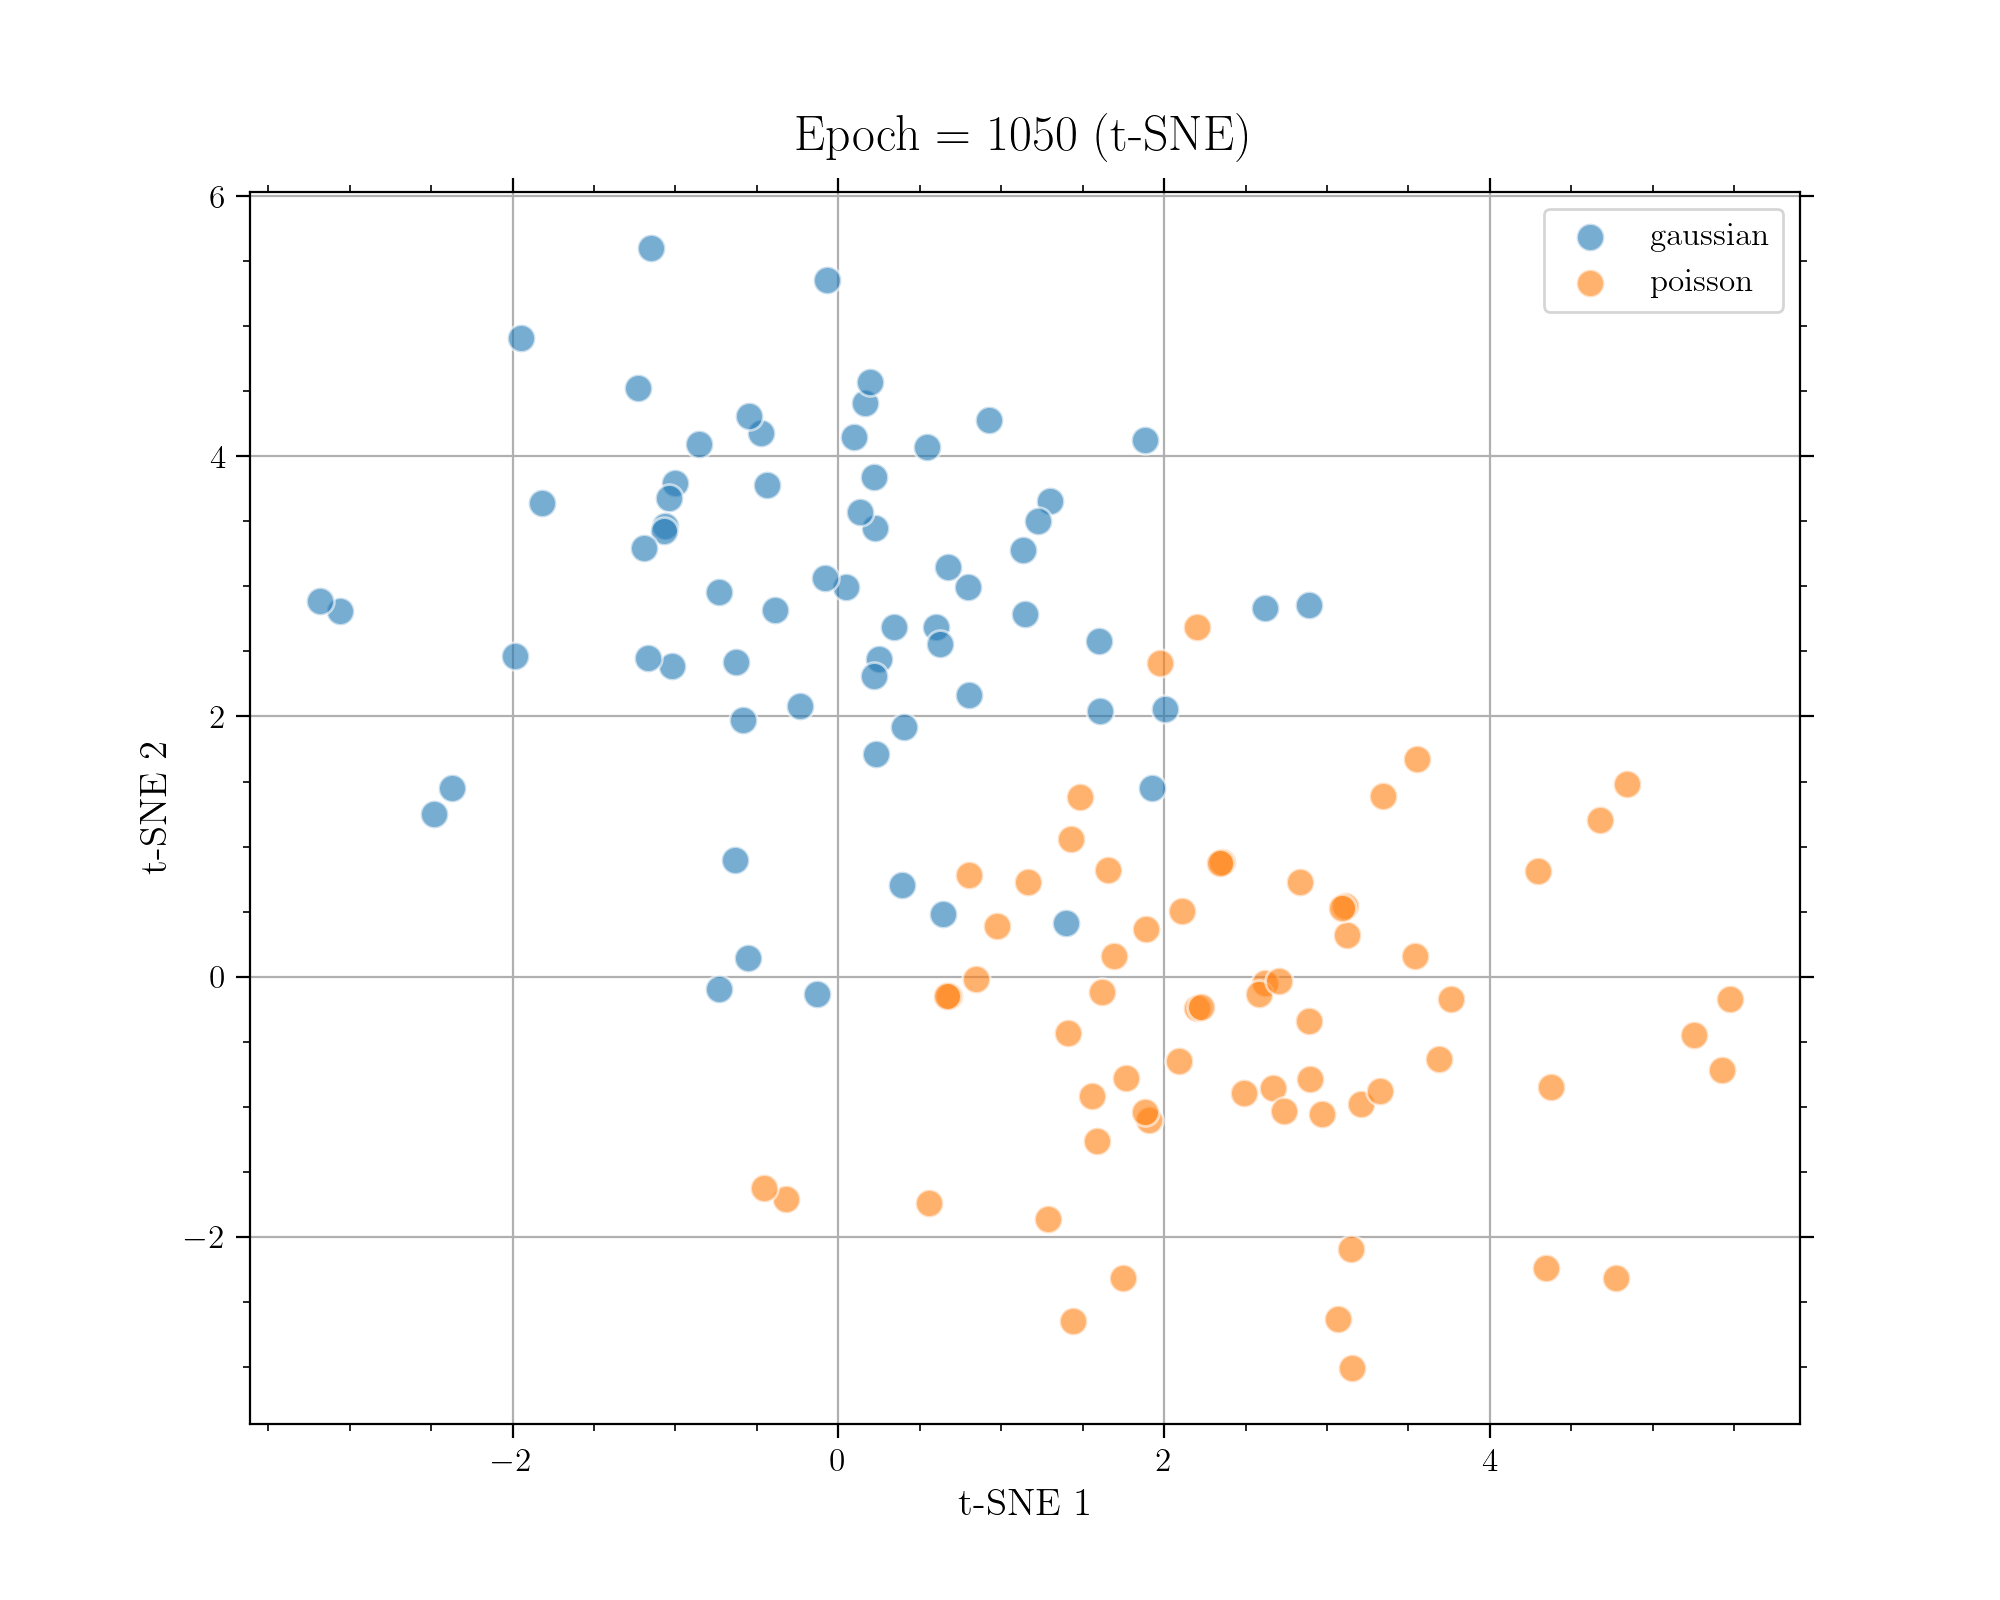 Epoch = 1050 (t-SNE)
gaussian
poisson
6
4
2
0
−2
t-SNE 2
−2 0 2 4
t-SNE 1